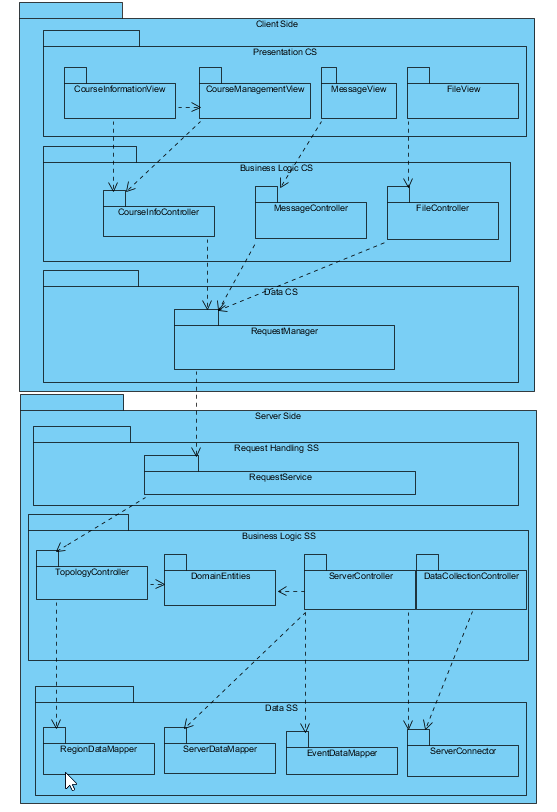 Client Side
Presentation CS
CourseInformationView
CourseManagementView
MessageView
FileView
Business Logic CS
CourseInfoController
MessageController
FileController
Data CS
RequestManager
Server Side
Request Handling SS
RequestService
Business Logic SS
TopologyController
DomainEntities
ServerController
DataCollectionController
Data SS
RegionDataMapper
ServerDataMapper
EventDataMapper
ServerConnector